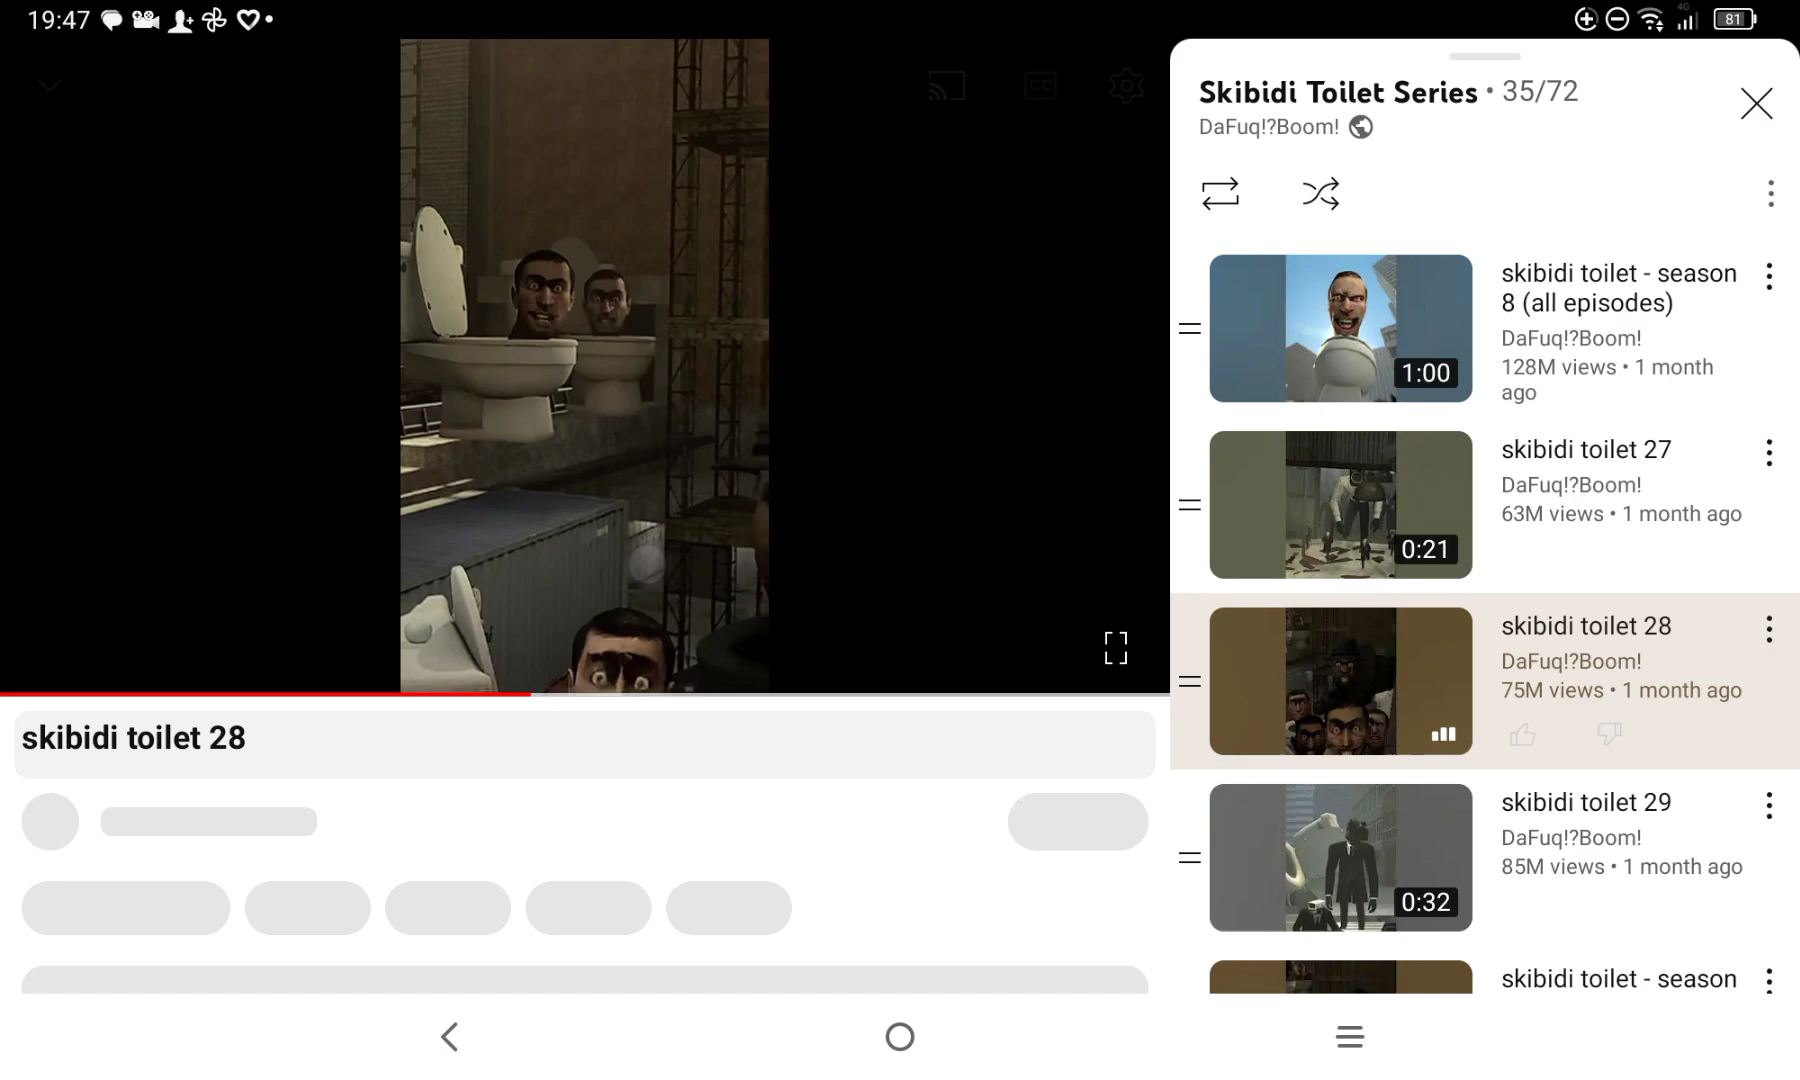 19:47
4G
81
Skibidi Toilet Series • 35/72
DaFuq!?Boom!
CC
skibidi toilet - season
8 (all episodes)
DaFuq!?Boom!
128M views • 1 month
ago
1:00
skibidi toilet 27
DaFuq!?Boom!
63M views • 1 month ago
0:21
skibidi toilet 28
DaFuq!?Boom!
75M views • 1 month ago
skibidi toilet 28
skibidi toilet 29
DaFuq!?Boom!
85M views • 1 month ago
0:32
skibidi toilet - season